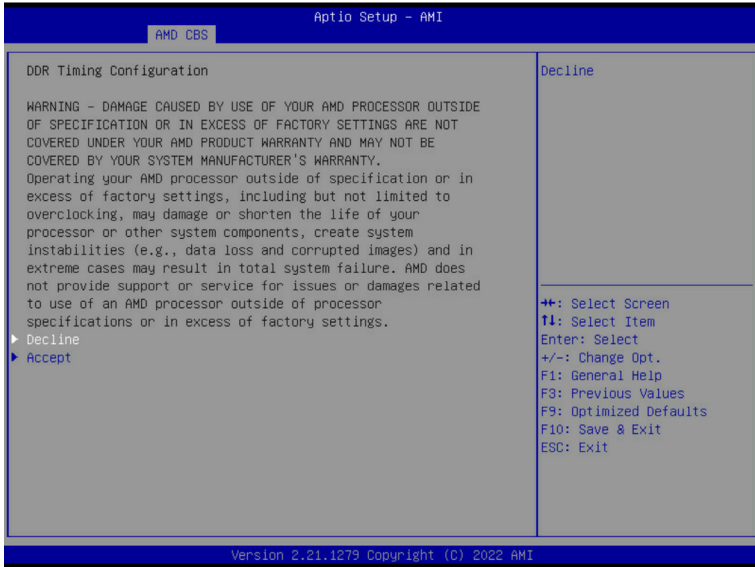 Aptio Setup - AMI
AMD CBS
DDR Timing Configuration
WARNING - DAMAGE CAUSED BY USE OF YOUR AMD PROCESSOR OUTSIDE
OF SPECIFICATION OR IN EXCESS OF FACTORY SETTINGS ARE NOT
COVERED UNDER YOUR AMD PRODUCT WARRANTY AND MAY NOT BE
COVERED BY YOUR SYSTEM MANUFACTURER'S WARRANTY.
Operating your AMD processor outside of specification or in
excess of factory settings, including but not limited to
overclocking, may damage or shorten the life of your
processor or other system components, create system
instabilities (e.g., data loss and corrupted images) and in
extreme cases may result in total system failure. AMD does
not provide support or service for issues or damages related
to use of an AMD processor outside of processor
specifications or in excess of factory settings.
Decline
Accept
Decline
→←: Select Screen
↑↓: Select Item
Enter: Select
+/-: Change Opt.
F1: General Help
F3: Previous Values
F9: Optimized Defaults
F10: Save & Exit
ESC: Exit
Version 2.21.1279 Copyright (C) 2022 AMI